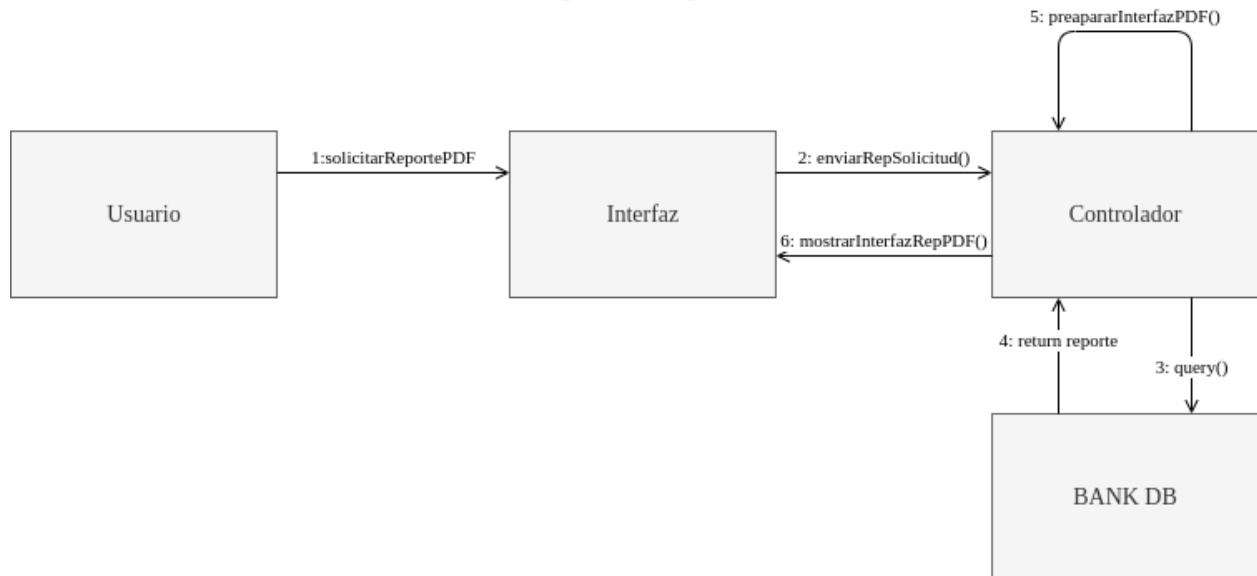 5: preapararInterfazPDF()
1:solicitarReportePDF
2: enviarRepSolicitud()
Usuario
Interfaz
Controlador
6: mostrarInterfazRepPDF()
4: return reporte
3: query()
BANK DB